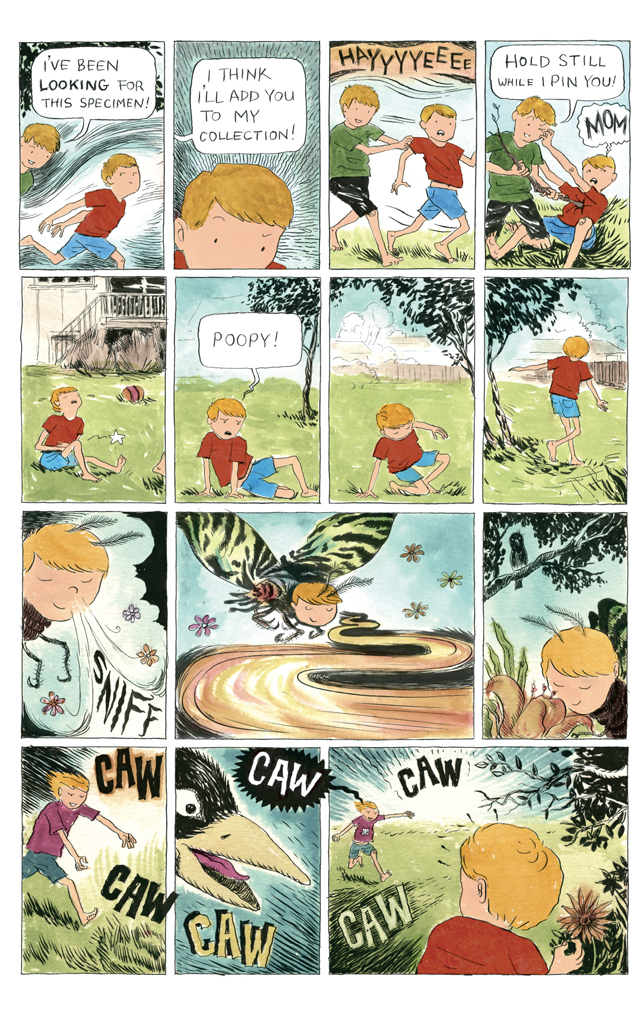 I'VE BEEN
LOOKING FOR
THIS SPECIMEN!
I THINK
I'LL ADD YOU
TO MY
COLLECTION!
HAYYYYEEEE
HOLD STILL
WHILE I PIN YOU!
MOM
POOPY!
SNIFF
CAW
CAW
CAW
CAW
CAW
CAW